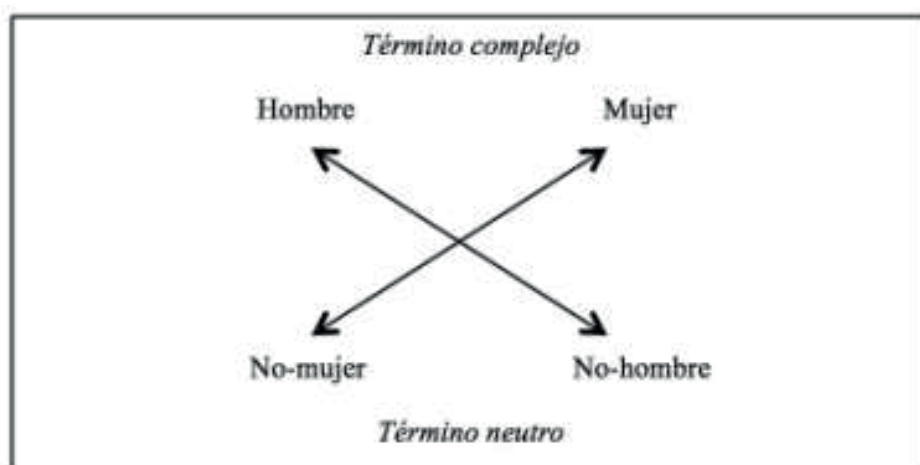 Término complejo
Hombre Mujer
No-mujer No-hombre
Término neutro